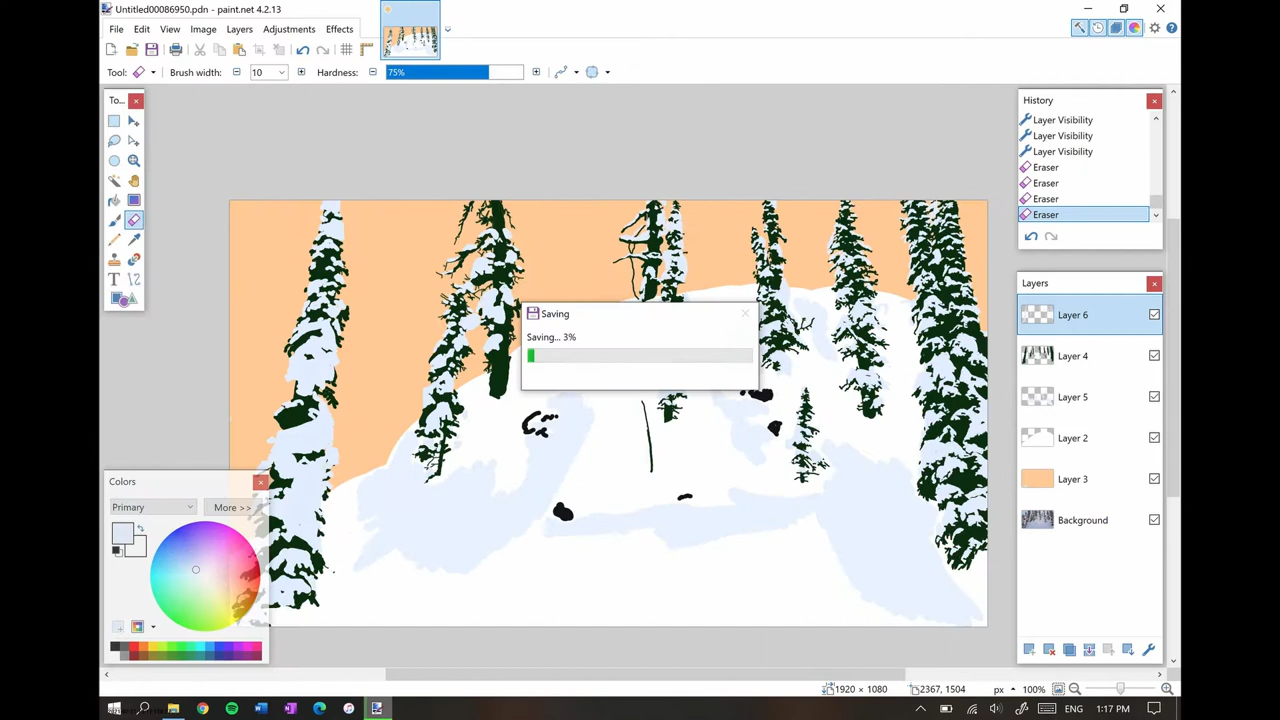 Untitled00086950.pdn - paint.net 4.2.13
File Edit View Image Layers Adjustments Effects
Tool: Brush width: 10 Hardness: 75%
To...
History
Layer Visibility
Layer Visibility
Layer Visibility
Eraser
Eraser
Eraser
Eraser
Layers
Layer 6
Layer 4
Layer 5
Layer 2
Layer 3
Background
Saving
Saving... 3%
Colors
Primary More >>
1920 × 1080 2367, 1504 px 100%
1:17 PM